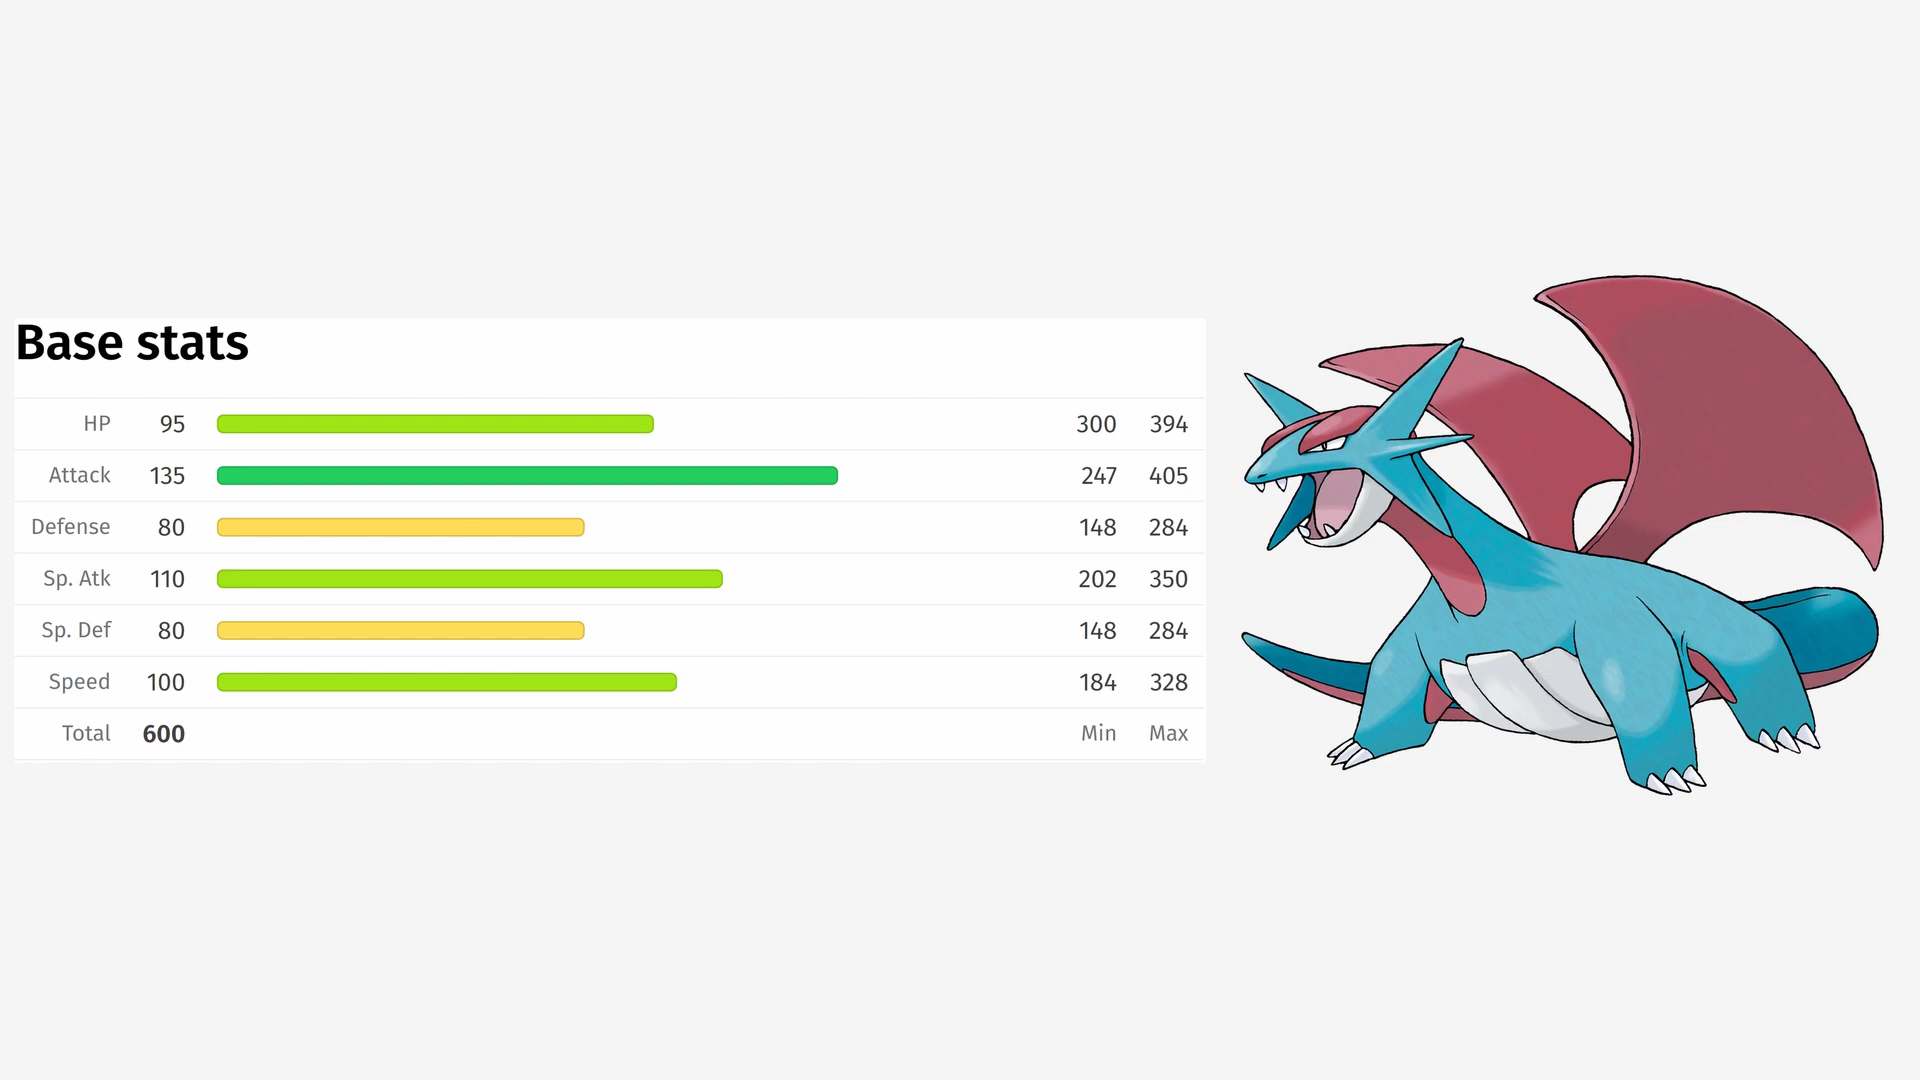 Base stats
HP 95 300 394
Attack 135 247 405
Defense 80 148 284
Sp. Atk 110 202 350
Sp. Def 80 148 284
Speed 100 184 328
Total 600 Min Max